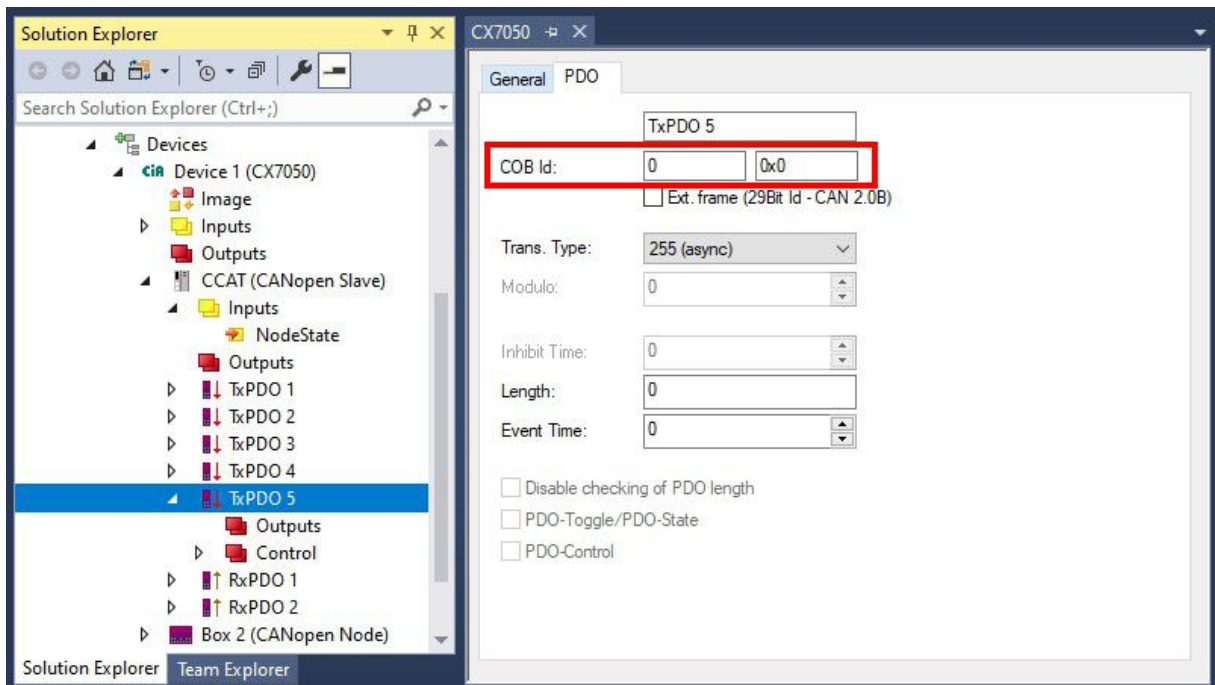 Solution Explorer
Search Solution Explorer (Ctrl+;)
Devices
CiA Device 1 (CX7050)
Image
Inputs
Outputs
CCAT (CANopen Slave)
Inputs
NodeState
Outputs
TxPDO 1
TxPDO 2
TxPDO 3
TxPDO 4
TxPDO 5
Outputs
Control
RxPDO 1
RxPDO 2
Box 2 (CANopen Node)
Solution Explorer Team Explorer
CX7050
General PDO
TxPDO 5
COB Id: 0 0x0
Ext. frame (29Bit Id - CAN 2.0B)
Trans. Type: 255 (async)
Modulo: 0
Inhibit Time: 0
Length: 0
Event Time: 0
Disable checking of PDO length
PDO-Toggle/PDO-State
PDO-Control